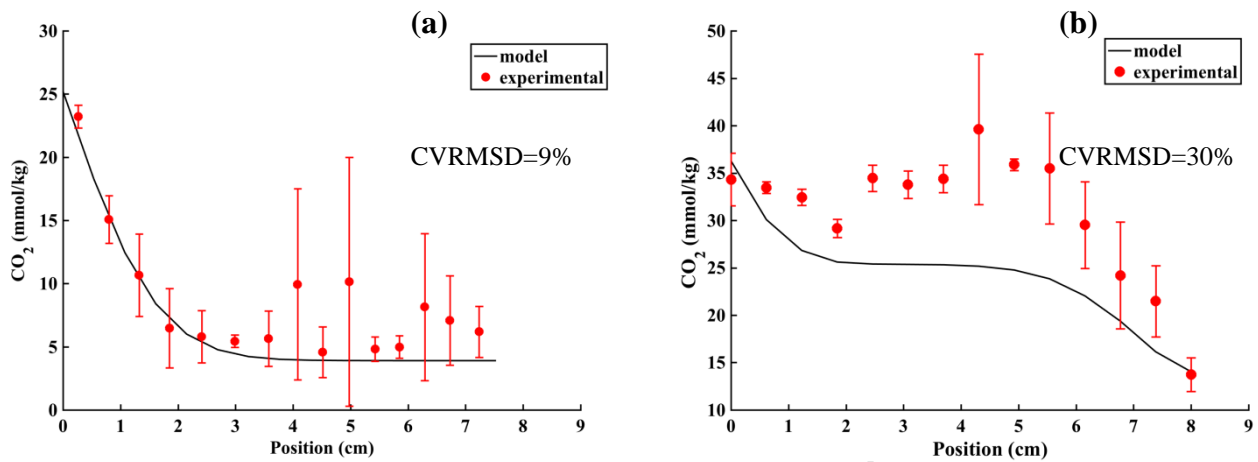 (a)
model
experimental
CVRMSD=9%
CO2 (mmol/kg)
30
25
20
15
10
5
0
0 1 2 3 4 5 6 7 8 9
Position (cm)
(b)
model
experimental
CVRMSD=30%
CO2 (mmol/kg)
50
45
40
35
30
25
20
15
10
0 1 2 3 4 5 6 7 8 9
Position (cm)